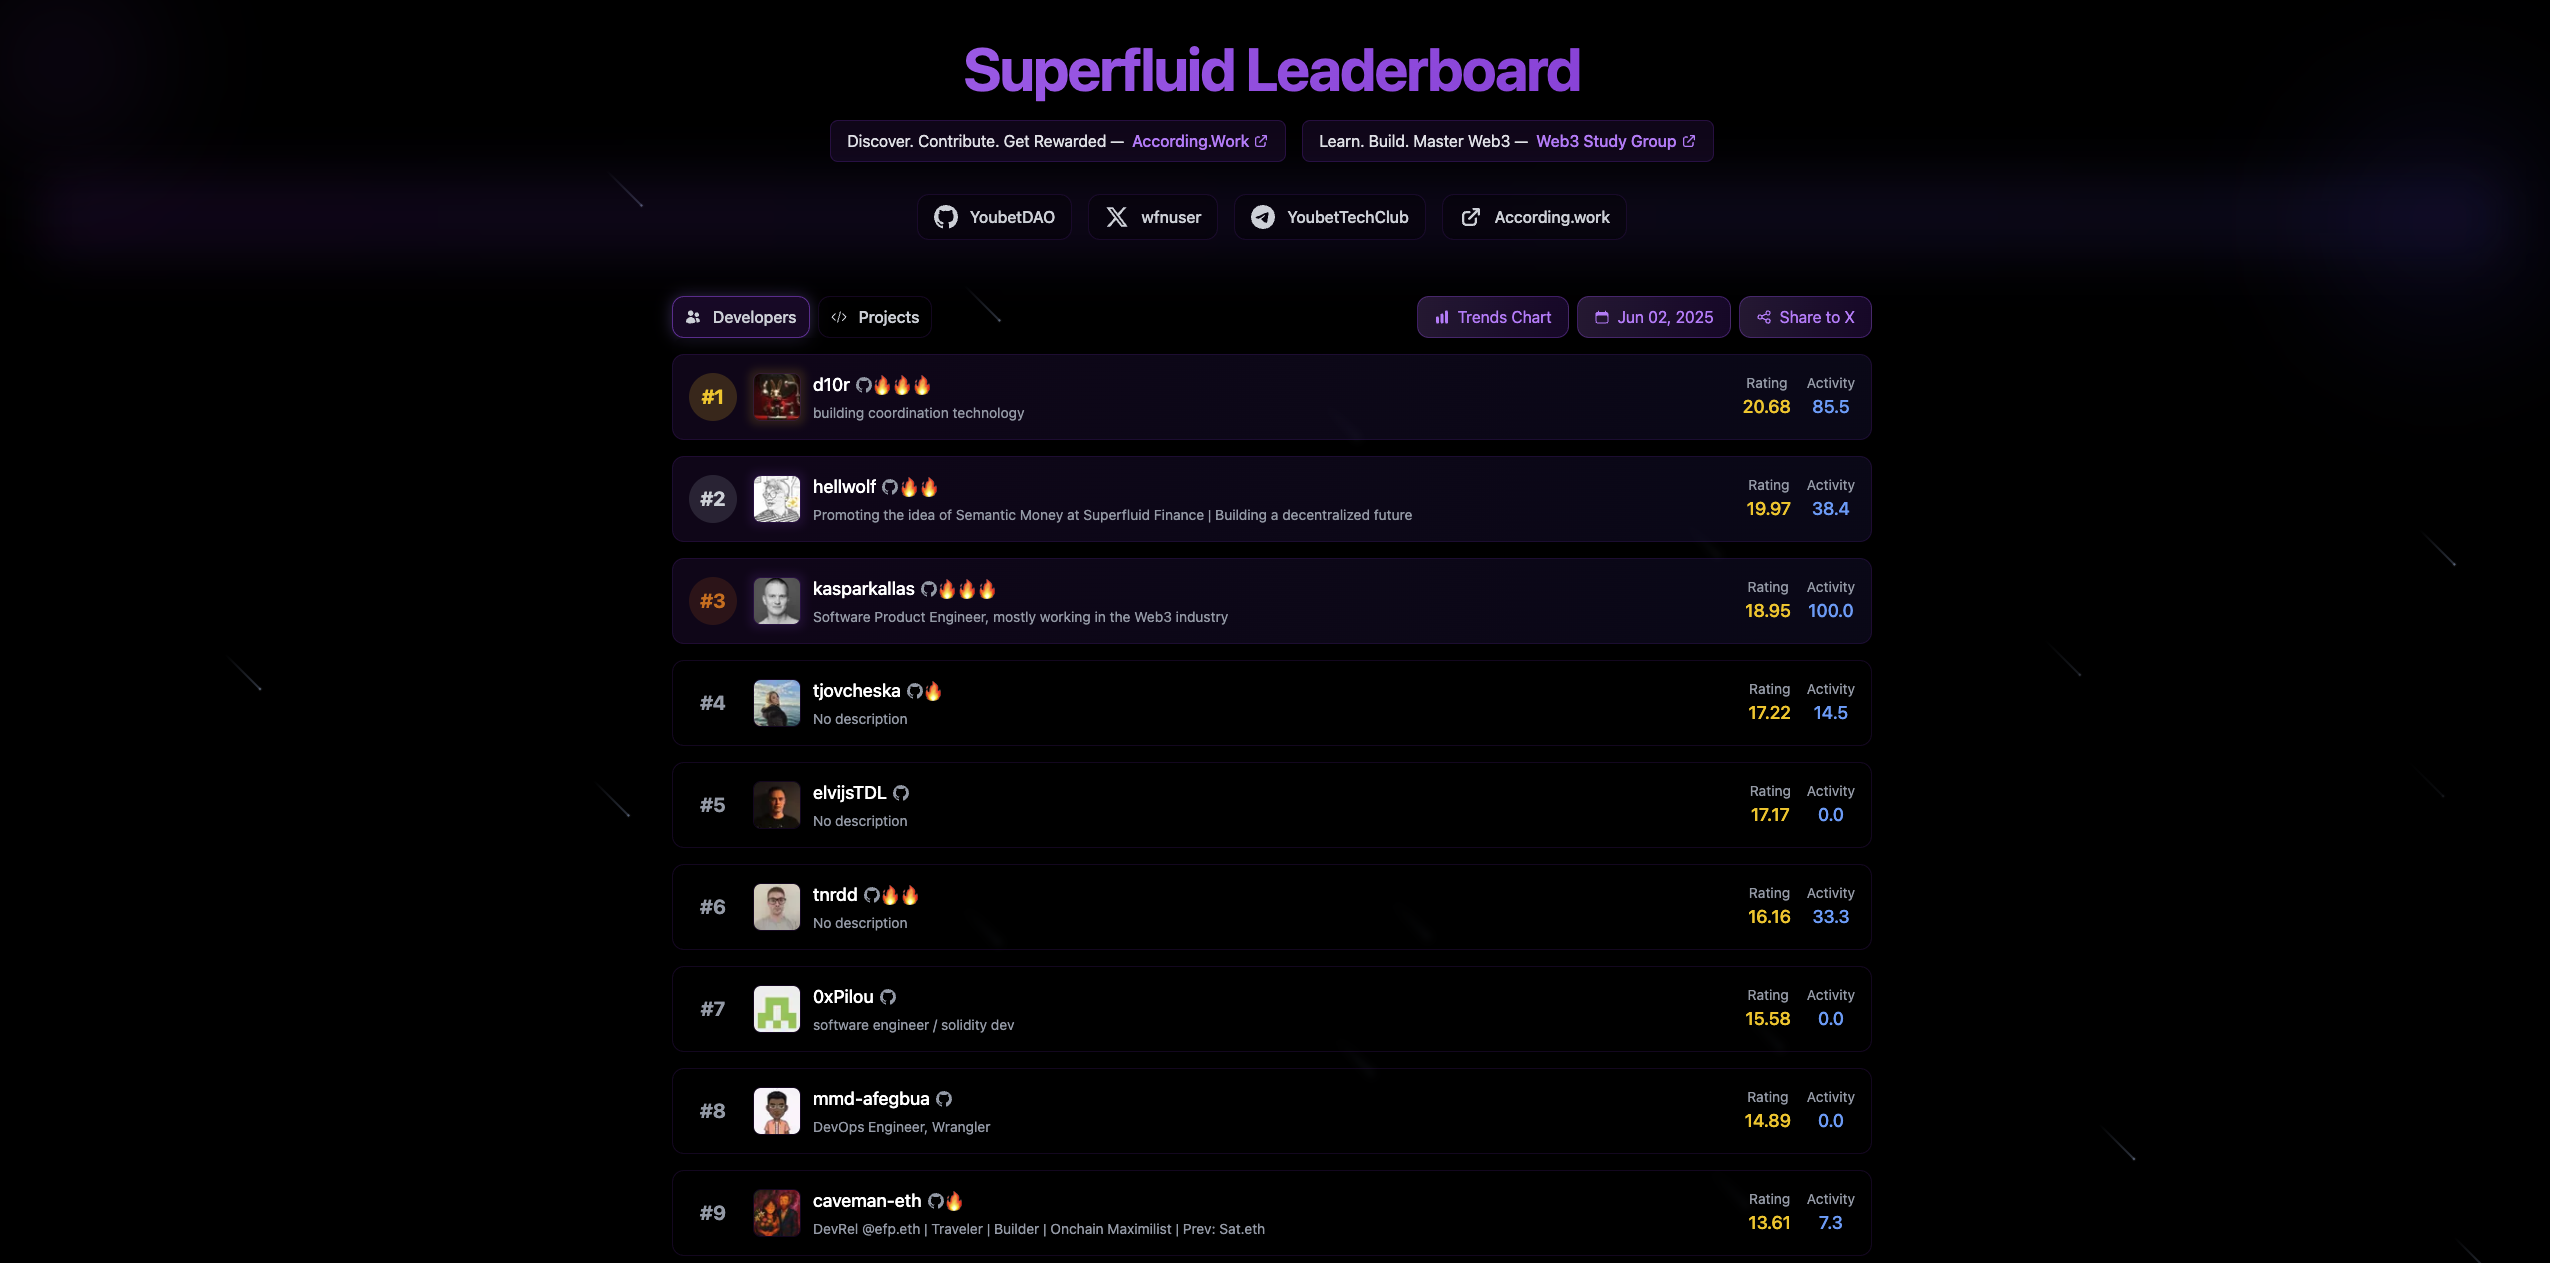 Superfluid Leaderboard
Discover. Contribute. Get Rewarded — According.Work
Learn. Build. Master Web3 — Web3 Study Group
YoubetDAO
wfnuser
YoubetTechClub
According.work
Developers
Projects
Trends Chart
Jun 02, 2025
Share to X
#1
d10r
building coordination technology
Rating Activity
20.68 85.5
#2
hellwolf
Promoting the idea of Semantic Money at Superfluid Finance | Building a decentralized future
Rating Activity
19.97 38.4
#3
kasparkallas
Software Product Engineer, mostly working in the Web3 industry
Rating Activity
18.95 100.0
#4
tjovcheska
No description
Rating Activity
17.22 14.5
#5
elvijsTDL
No description
Rating Activity
17.17 0.0
#6
tnrdd
No description
Rating Activity
16.16 33.3
#7
0xPilou
software engineer / solidity dev
Rating Activity
15.58 0.0
#8
mmd-afegbua
DevOps Engineer, Wrangler
Rating Activity
14.89 0.0
#9
caveman-eth
DevRel @efp.eth | Traveler | Builder | Onchain Maximilist | Prev: Sat.eth
Rating Activity
13.61 7.3